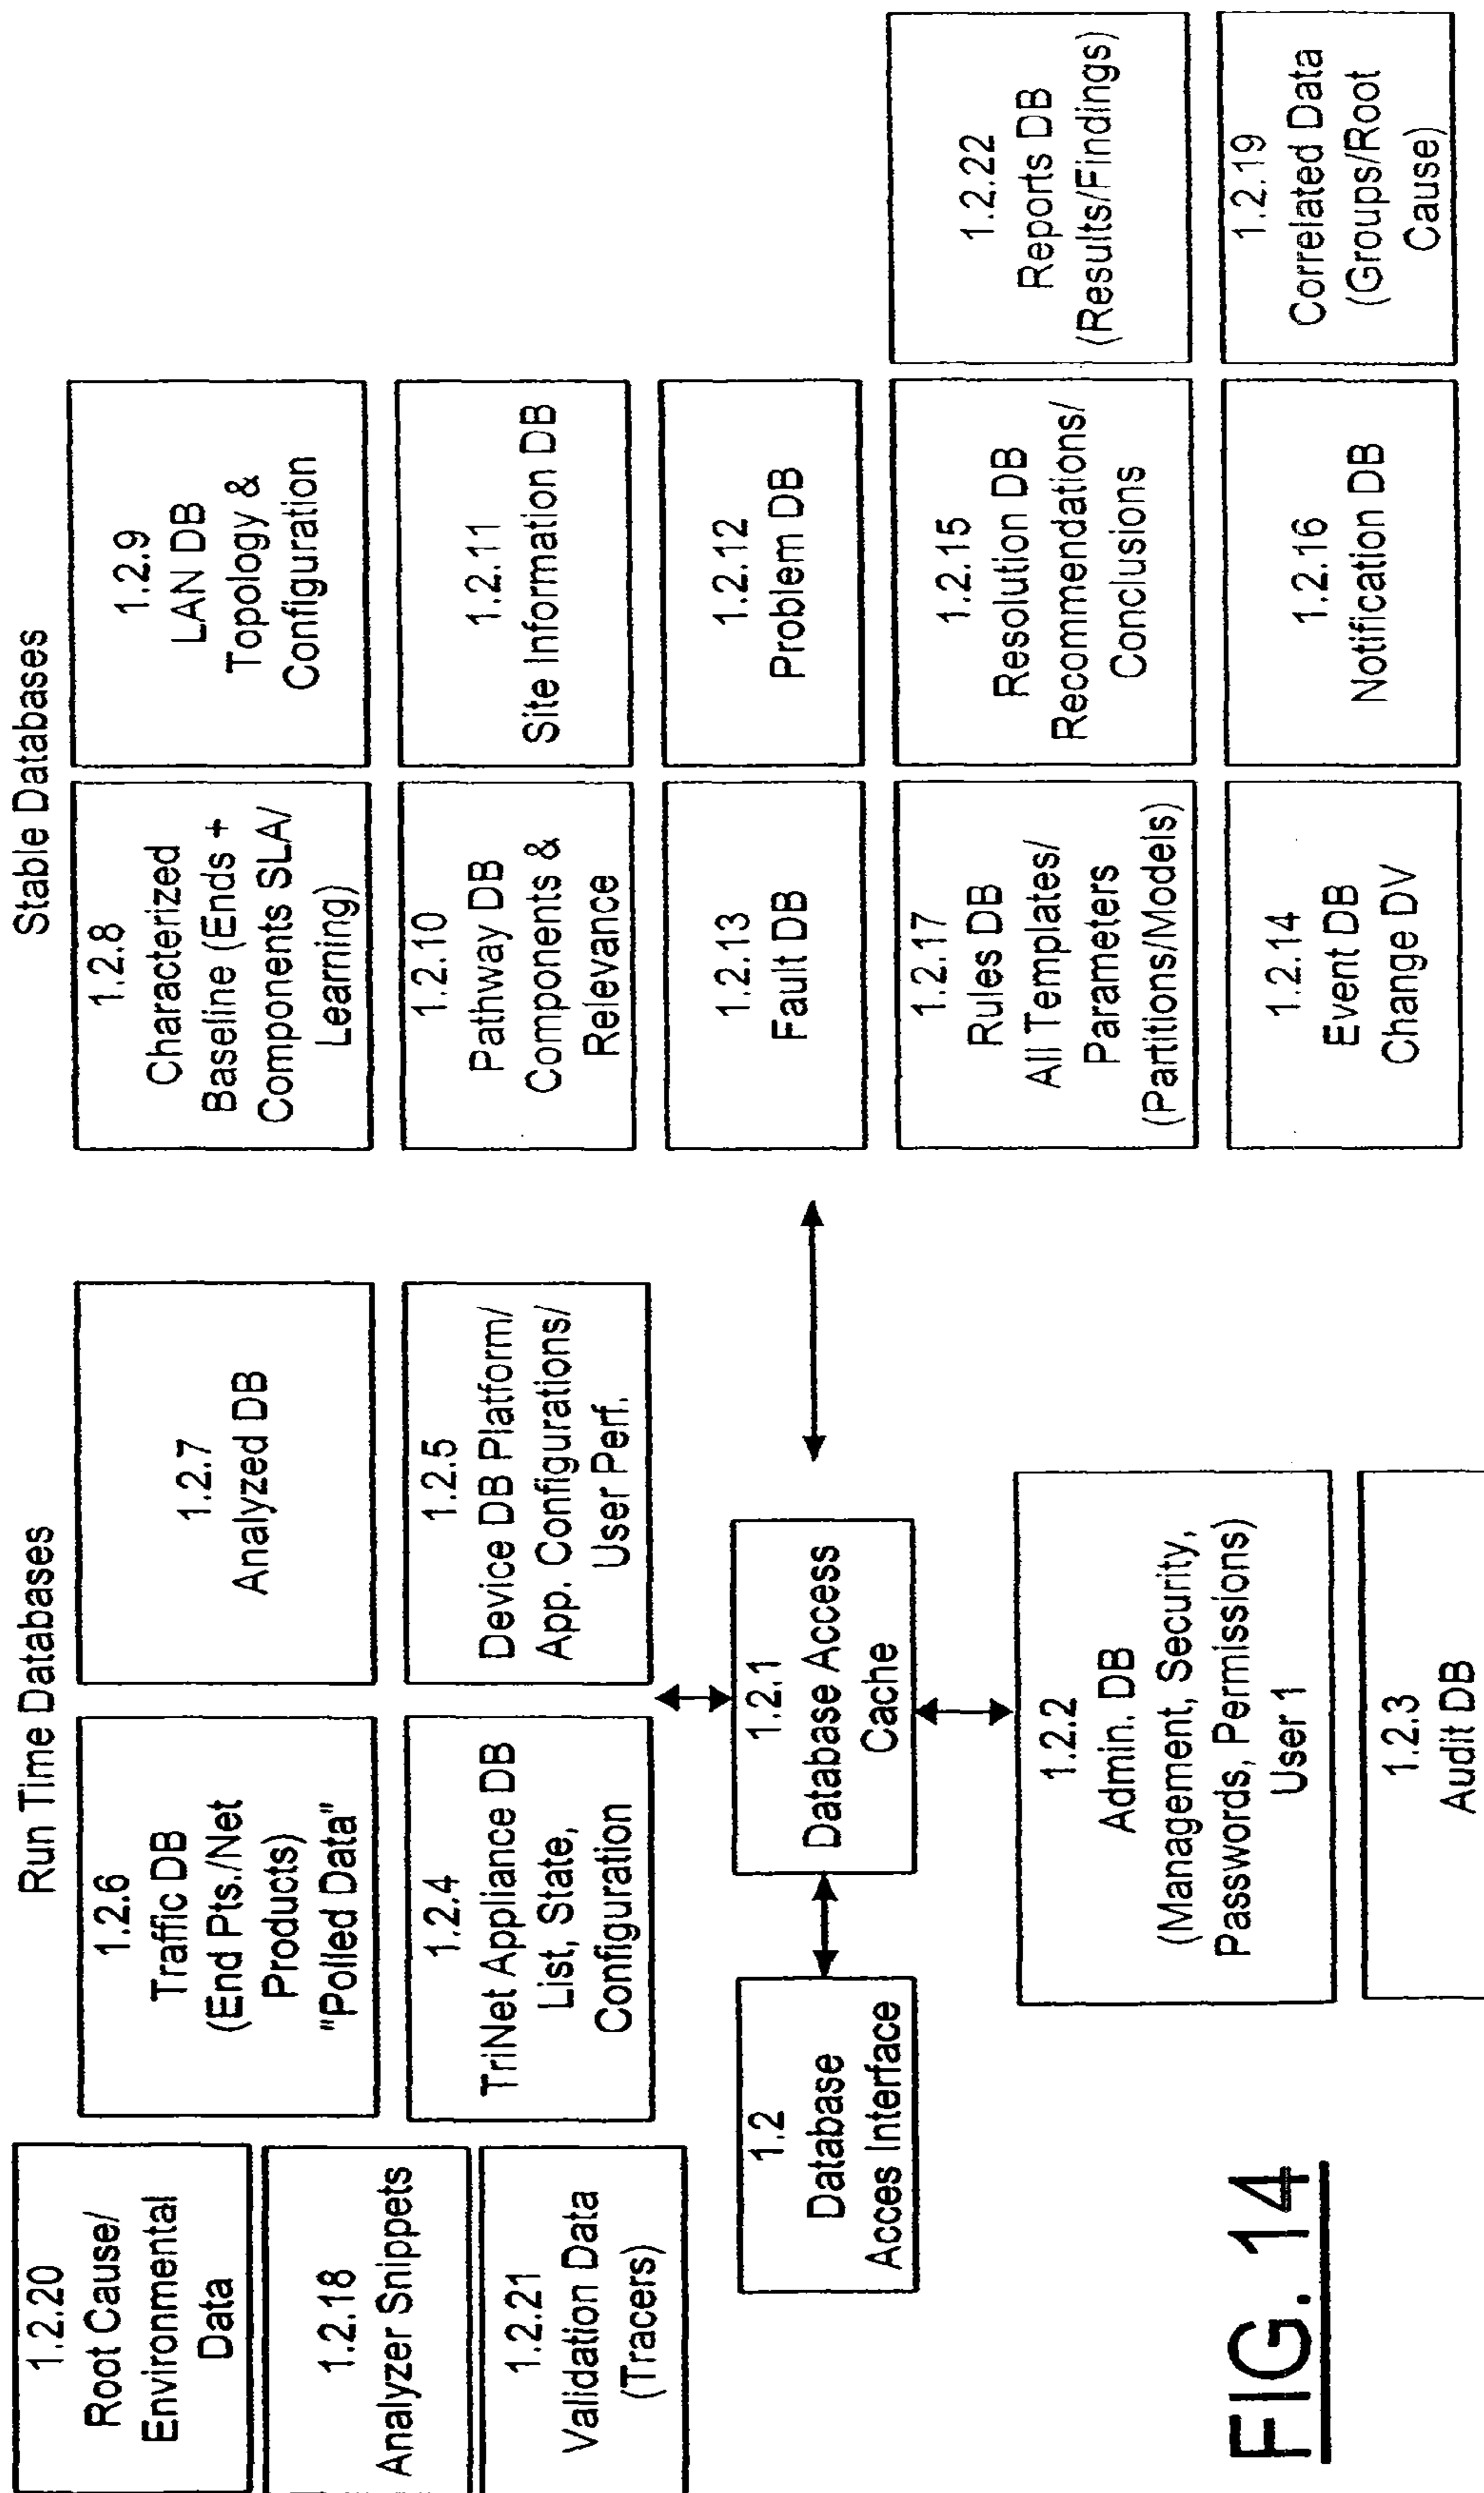 Run Time Databases
1.2.20
Root Cause/
Environmental
Data
1.2.18
Analyzer Snippets
1.2.21
Validation Data
(Tracers)
1.2.6
Traffic DB
(End Pts./Net
Products)
"Polled Data"
1.2.7
Analyzed DB
1.2.4
TriNet Appliance DB
List, State,
Configuration
1.2.5
Device DB Platform/
App. Configurations/
User Perf.
1.2
Database
Acces Interface
1.2.1
Database Access
Cache
1.2.2
Admin. DB
(Management, Security,
Passwords, Permissions)
User 1
1.2.3
Audit DB
Stable Databases
1.2.8
Characterized
Baseline (Ends +
Components SLA/
Learning)
1.2.9
LAN DB
Topology &
Configuration
1.2.10
Pathway DB
Components &
Relevance
1.2.11
Site Information DB
1.2.13
Fault DB
1.2.12
Problem DB
1.2.17
Rules DB
All Templates/
Parameters
(Partitions/Models)
1.2.15
Resolution DB
Recommendations/
Conclusions
1.2.22
Reports DB
(Results/Findings)
1.2.14
Event DB
Change DV
1.2.16
Notification DB
1.2.19
Correlated Data
(Groups/Root
Cause)
FIG. 14